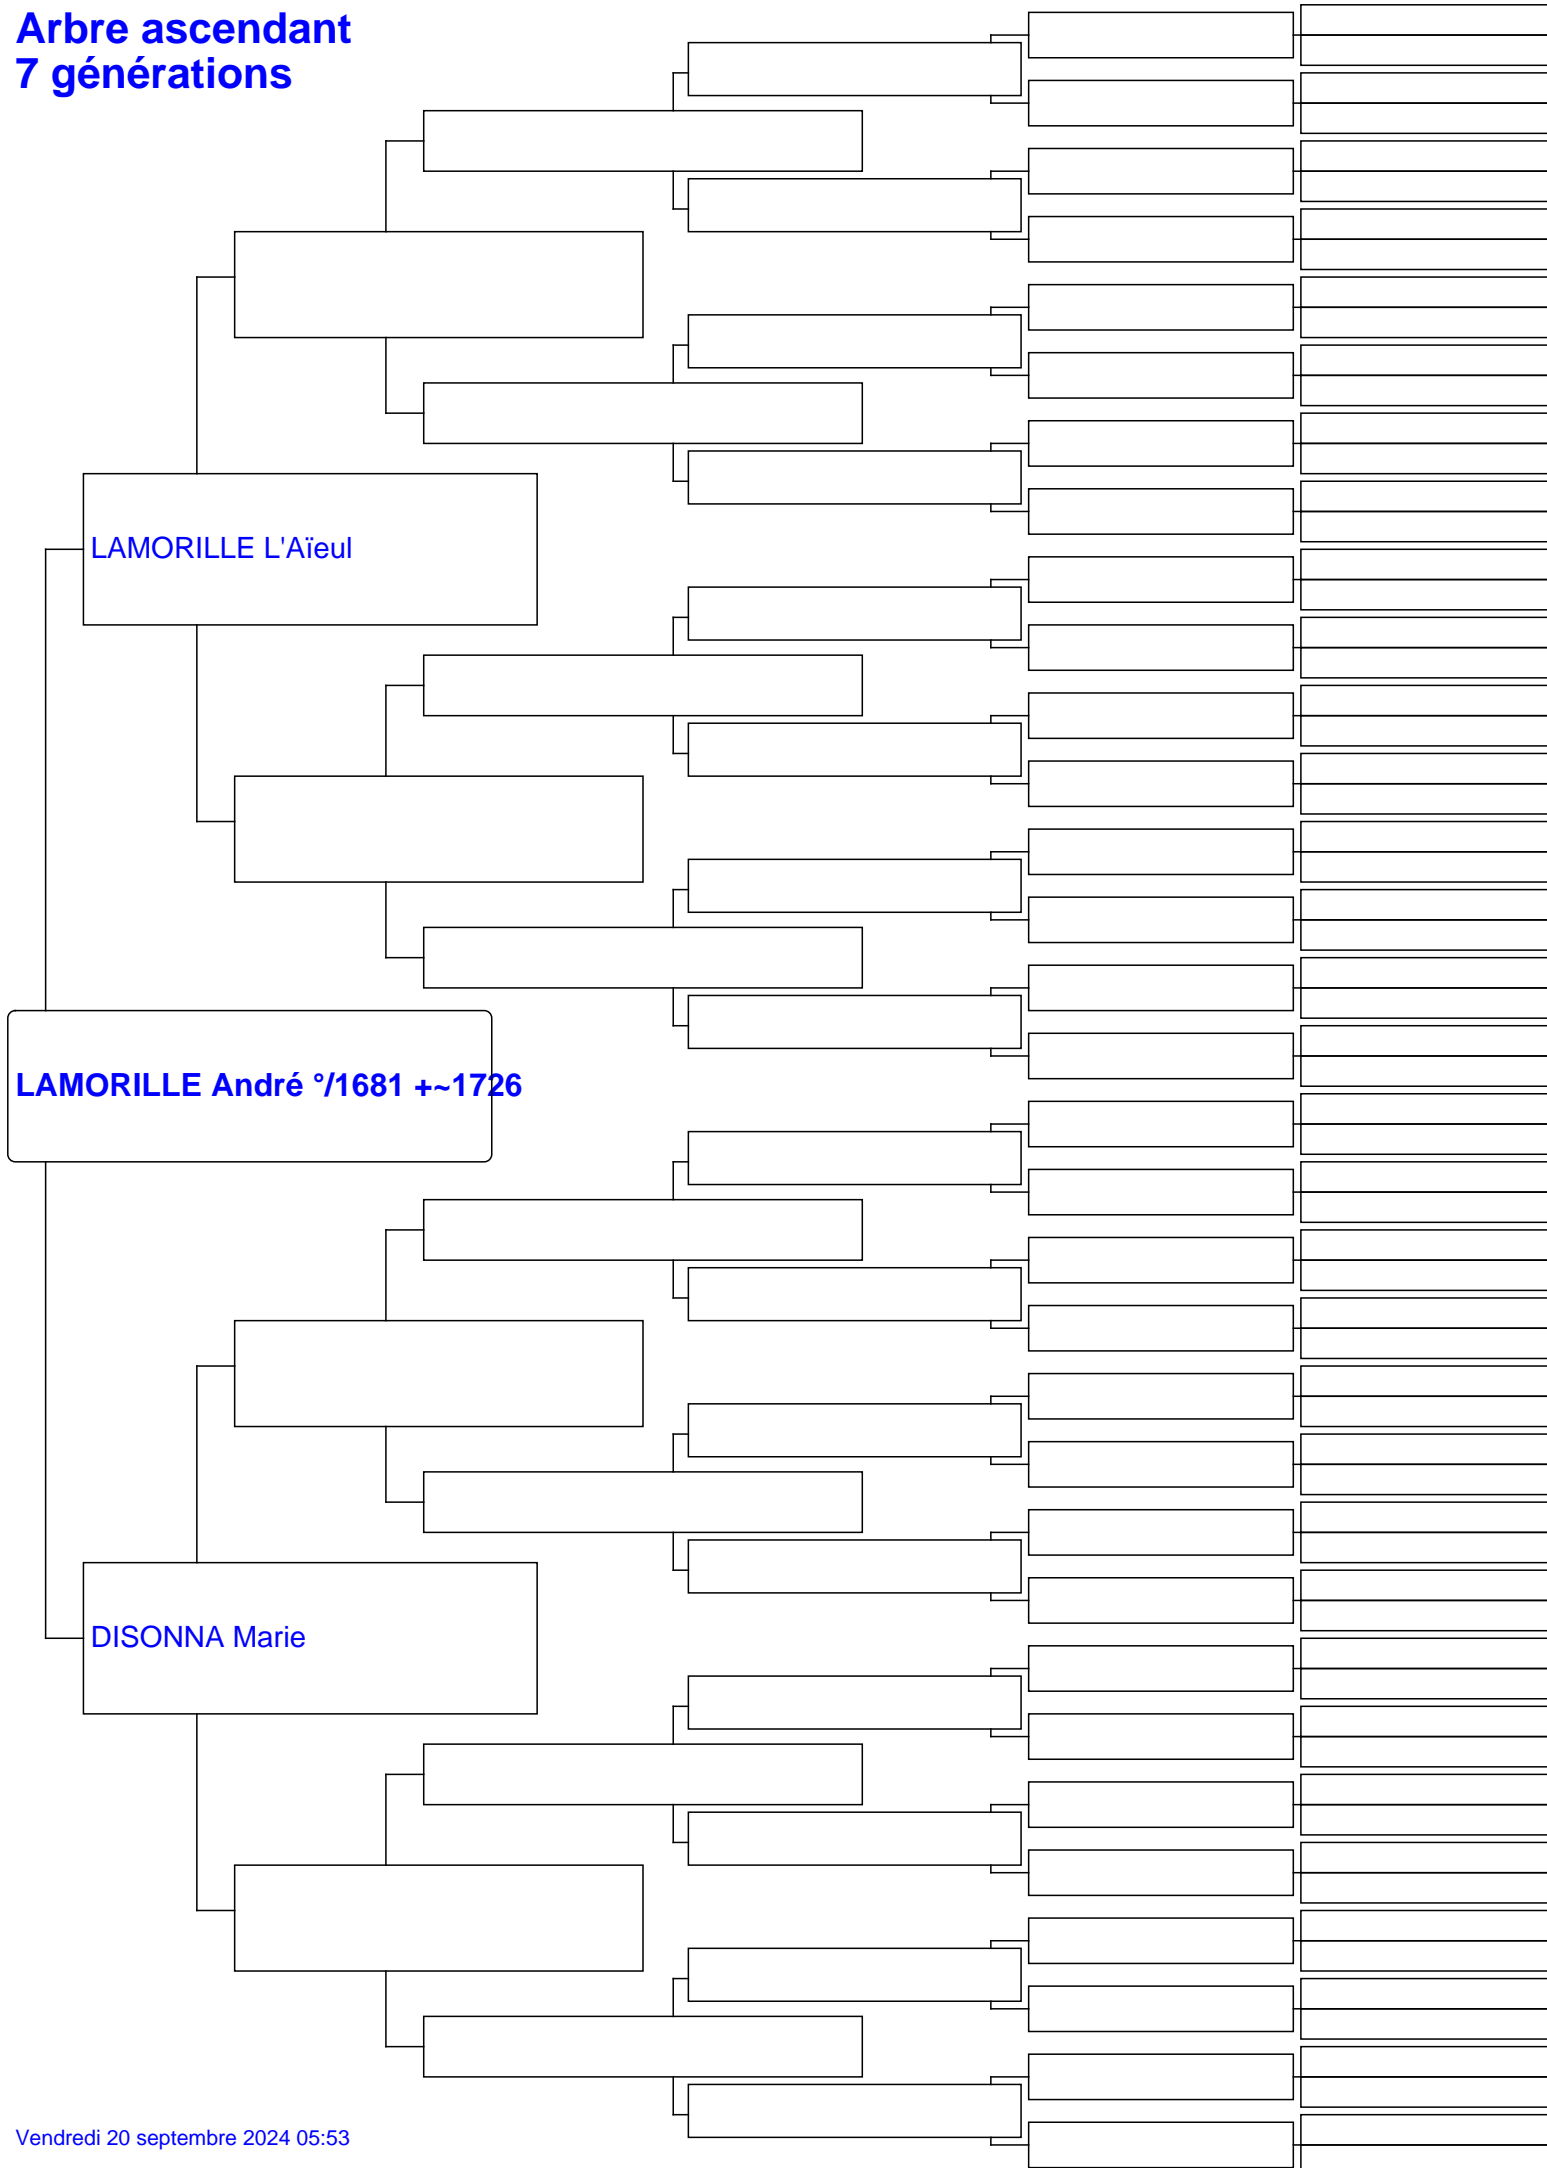 Arbre ascendant
7 générations
LAMORILLE L'Aïeul
LAMORILLE André °/1681 +~1726
DISONNA Marie
Vendredi 20 septembre 2024 05:53